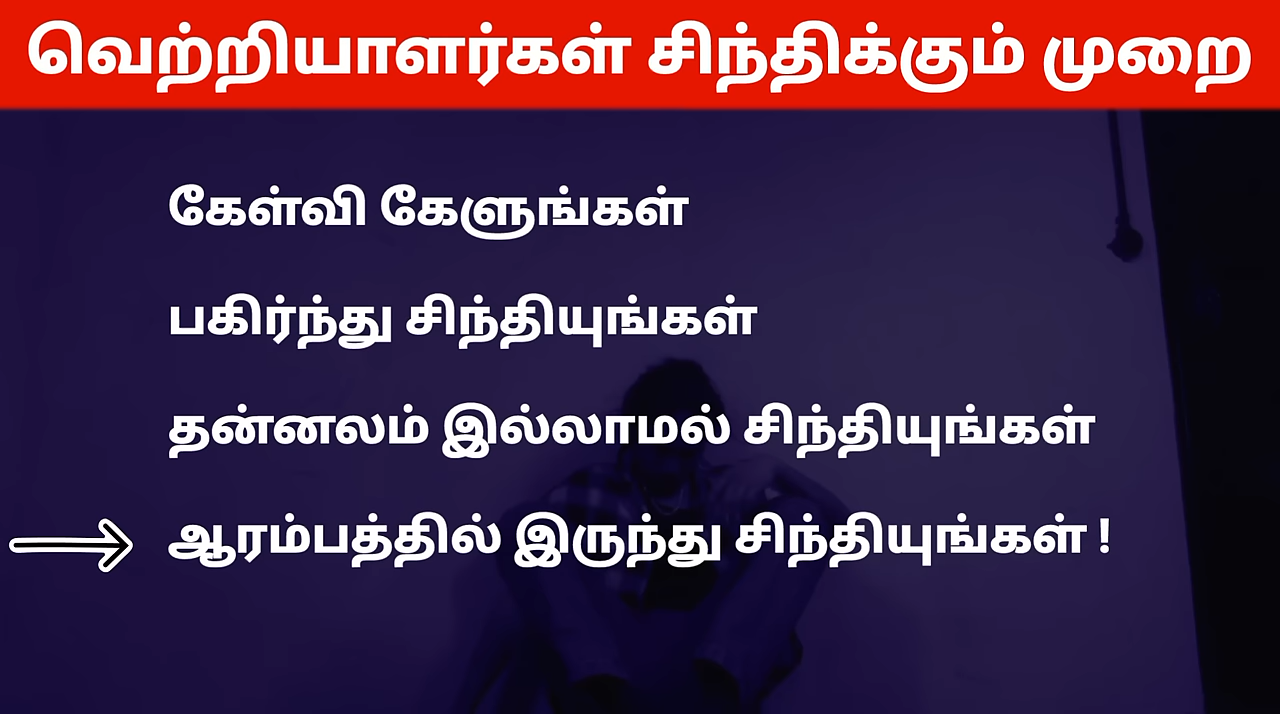 வெற்றியாளர்கள் சிந்திக்கும் முறை
கேள்வி கேளுங்கள்
பகிர்ந்து சிந்தியுங்கள்
தன்னலம் இல்லாமல் சிந்தியுங்கள்
ஆரம்பத்தில் இருந்து சிந்தியுங்கள் !